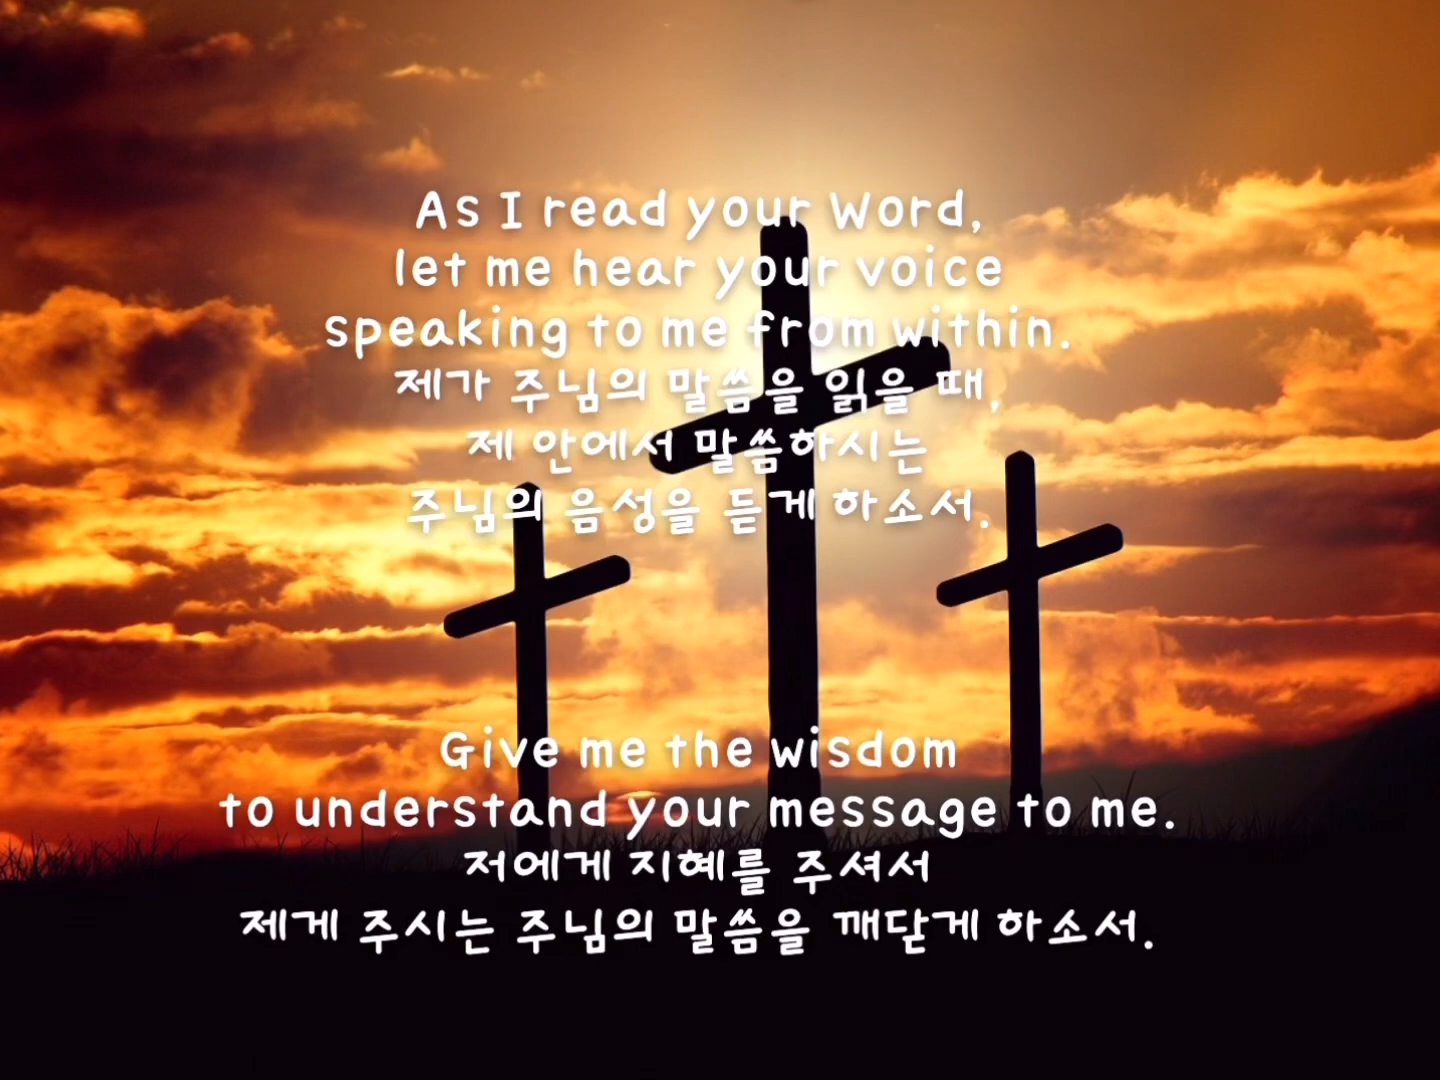 As I read your Word,
let me hear your voice
speaking to me from within.
제가 주님의 말씀을 읽을 때,
제 안에서 말씀하시는
주님의 음성을 듣게 하소서.
Give me the wisdom
to understand your message to me.
저에게 지혜를 주셔서
제게 주시는 주님의 말씀을 깨닫게 하소서.